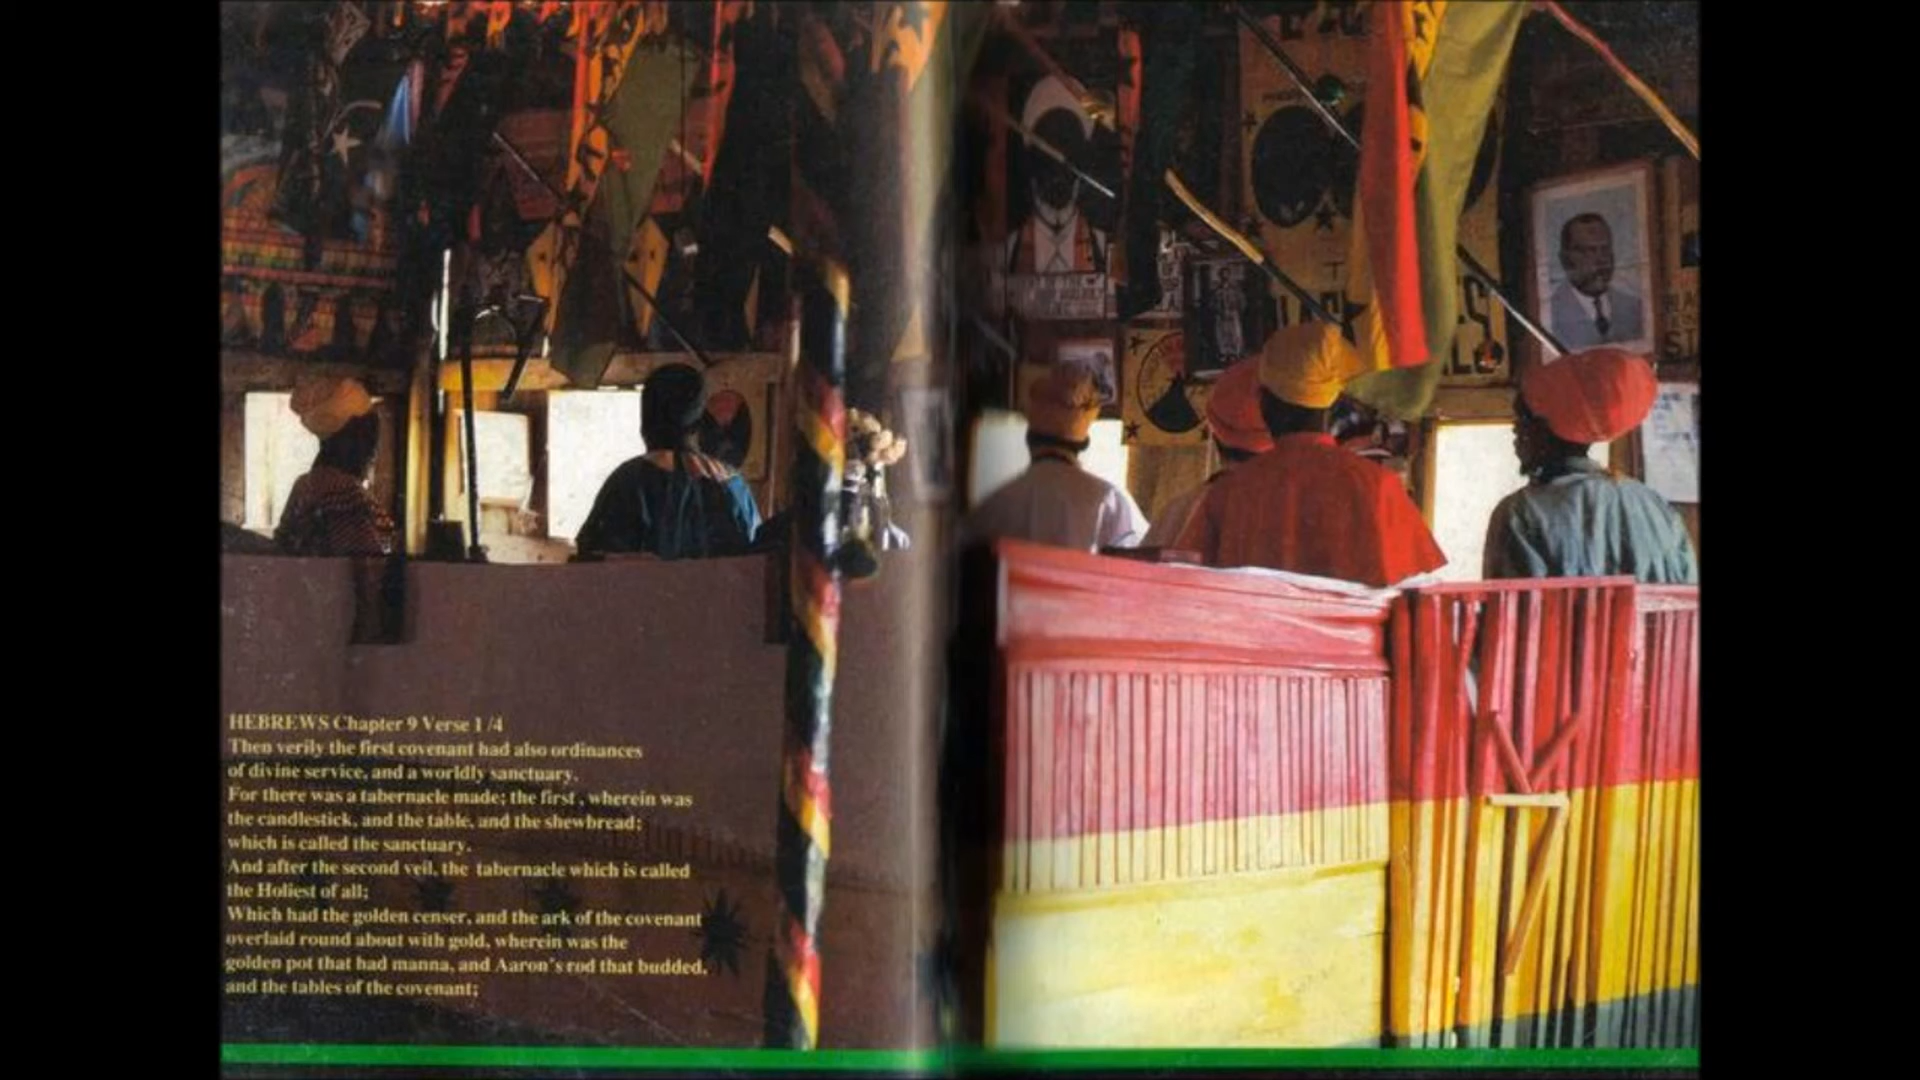 HEBREWS Chapter 9 Verse 1 /4
Then verily the first covenant had also ordinances
of divine service, and a worldly sanctuary.
For there was a tabernacle made; the first , wherein was
the candlestick, and the table, and the shewbread;
which is called the sanctuary.
And after the second veil, the tabernacle which is called
the Holiest of all;
Which had the golden censer, and the ark of the covenant
overlaid round about with gold, wherein was the
golden pot that had manna, and Aaron's rod that budded,
and the tables of the covenant;